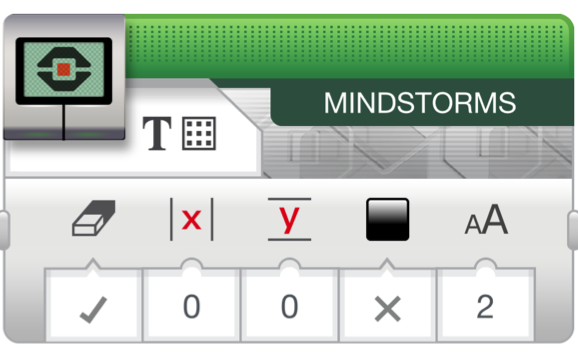 MINDSTORMS
T
x y AA
0 0 2